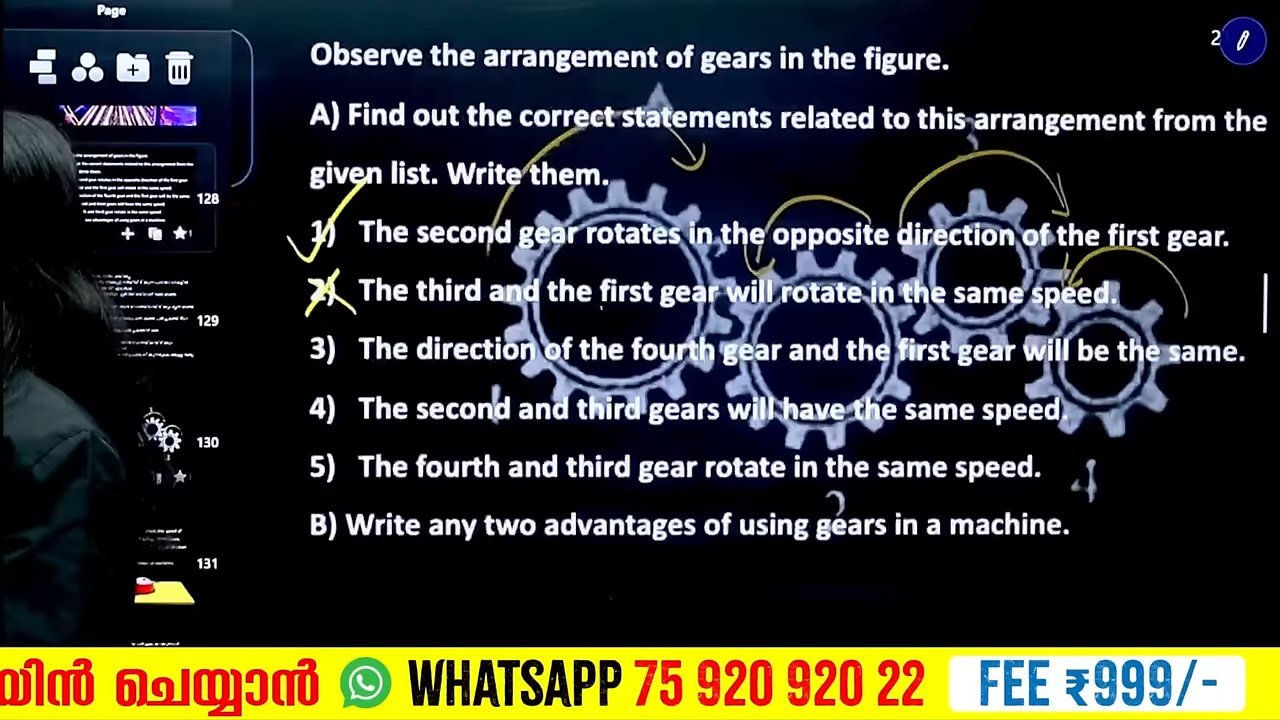 Page
2
Observe the arrangement of gears in the figure.
A) Find out the correct statements related to this arrangement from the
given list. Write them.
1) The second gear rotates in the opposite direction of the first gear.
2) The third and the first gear will rotate in the same speed.
3) The direction of the fourth gear and the first gear will be the same.
4) The second and third gears will have the same speed.
5) The fourth and third gear rotate in the same speed.
B) Write any two advantages of using gears in a machine.
128
129
130
131
1
4
യിൻ ചെയ്യാൻ WHATSAPP 75 920 920 22 FEE ₹999/-